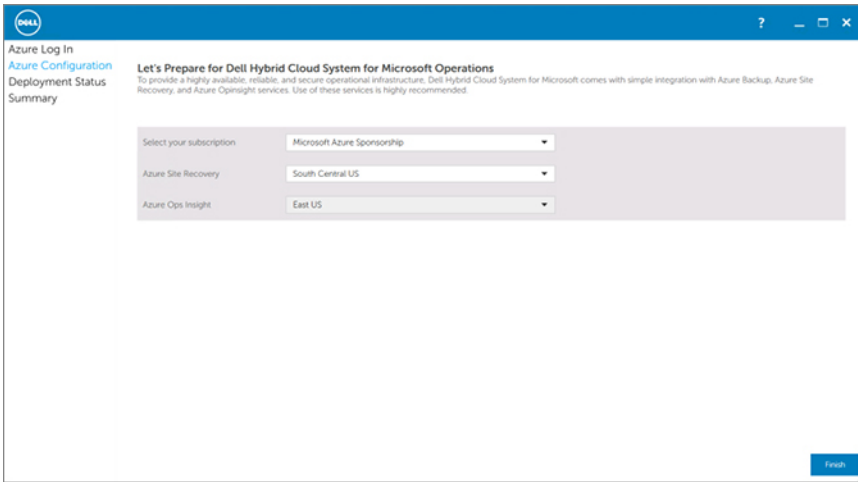 DELL
?
Azure Log In
Azure Configuration
Deployment Status
Summary
Let's Prepare for Dell Hybrid Cloud System for Microsoft Operations
To provide a highly available, reliable, and secure operational infrastructure, Dell Hybrid Cloud System for Microsoft comes with simple integration with Azure Backup, Azure Site
Recovery, and Azure Opinsight services. Use of these services is highly recommended.
Select your subscription
Microsoft Azure Sponsorship
Azure Site Recovery
South Central US
Azure Ops Insight
East US
Finish